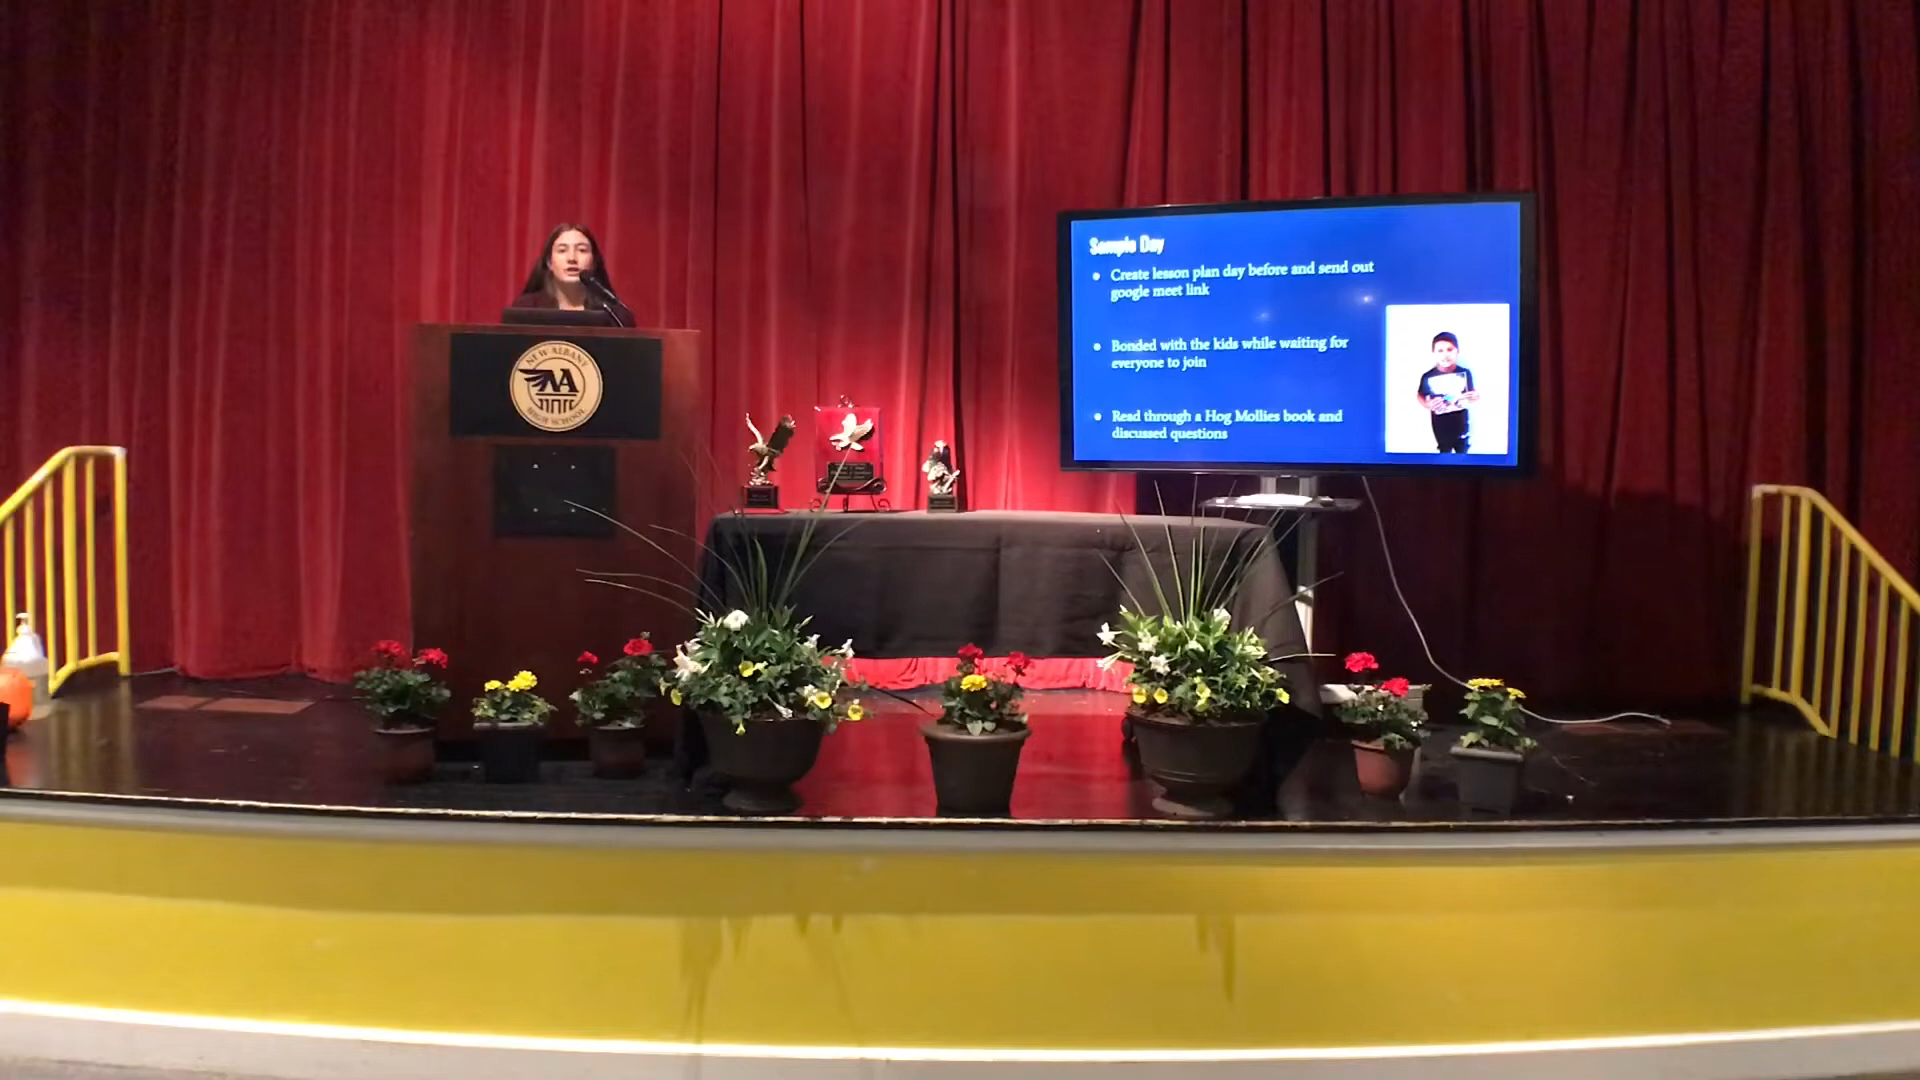 Sample Day
• Create lesson plan day before and send out
google meet link
• Bonded with the kids while waiting for
everyone to join
• Read through a Hog Mollies book and
discussed questions
NEW ALBANY
NA
HIGH SCHOOL